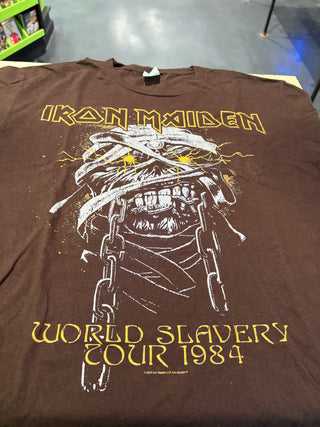 IRON MAIDEN
WORLD SLAVERY
TOUR 1984